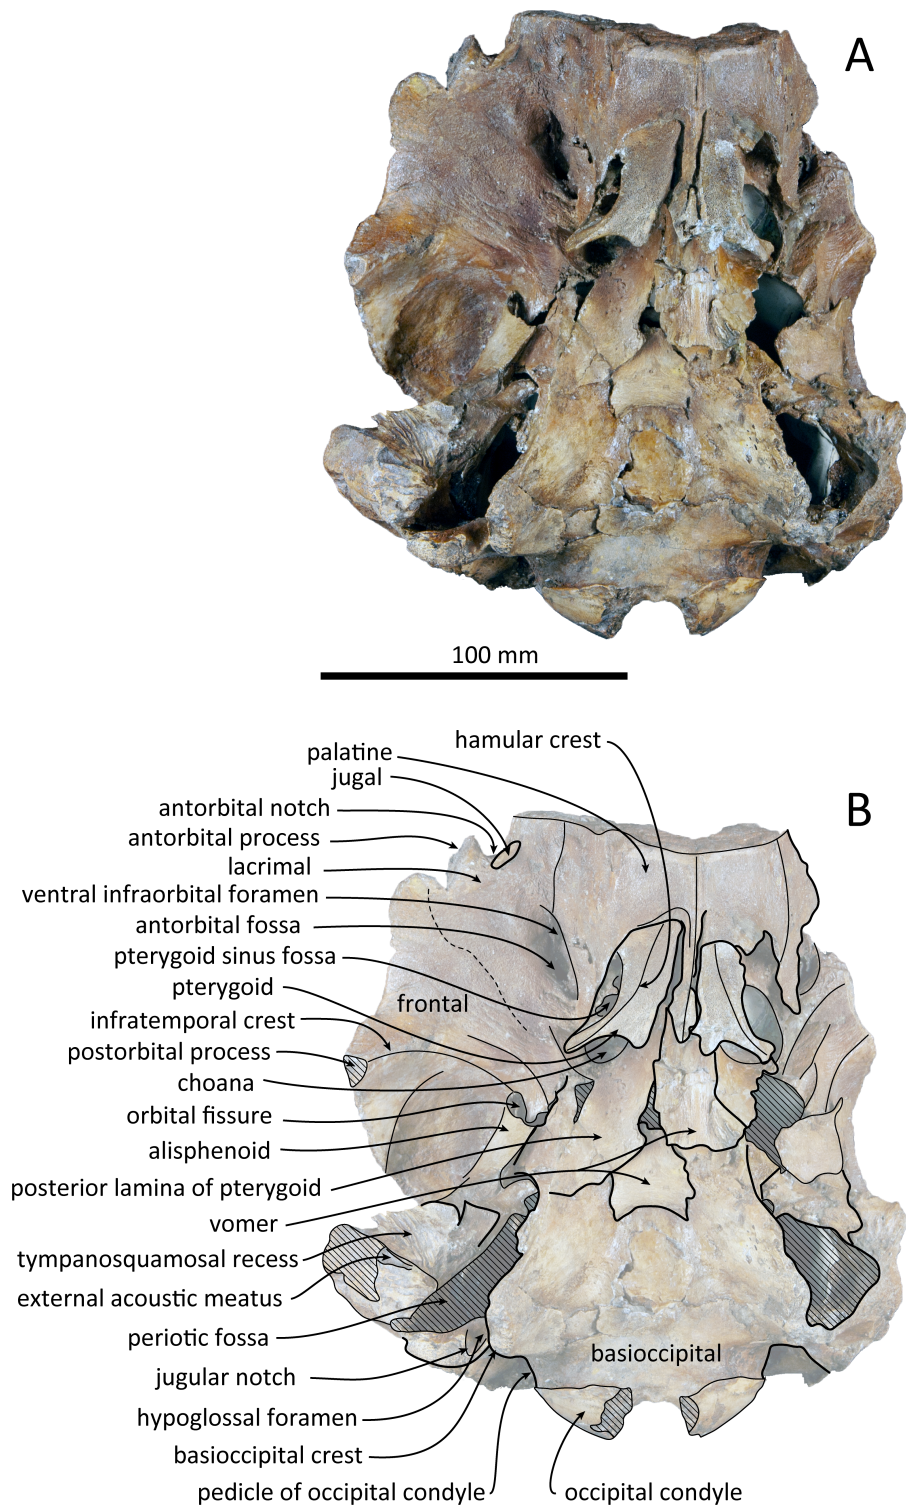 A
100 mm
hamular crest
palatine
jugal
B
antorbital notch
antorbital process
lacrimal
ventral infraorbital foramen
antorbital fossa
pterygoid sinus fossa
pterygoid
frontal
infratemporal crest
postorbital process
choana
orbital fissure
alisphenoid
posterior lamina of pterygoid
vomer
tympanosquamosal recess
external acoustic meatus
periotic fossa
basioccipital
jugular notch
hypoglossal foramen
basioccipital crest
pedicle of occipital condyle
occipital condyle